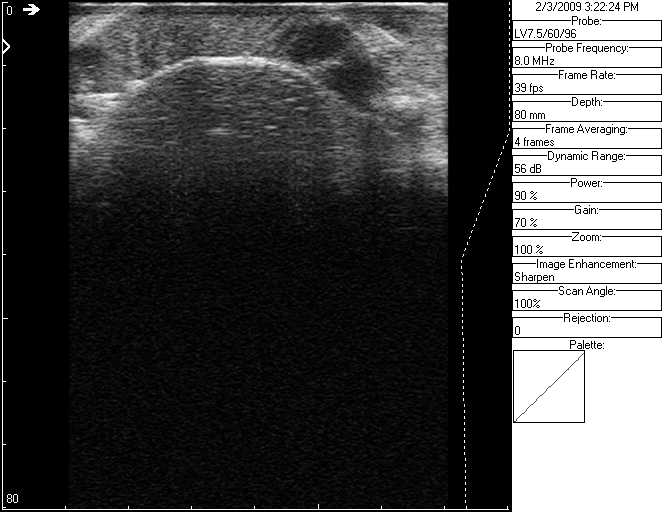 0
80
2/3/2009 3:22:24 PM
Probe:
LV7.5/60/96
Probe Frequency:
8.0 MHz
Frame Rate:
39 fps
Depth:
80 mm
Frame Averaging:
4 frames
Dynamic Range:
56 dB
Power:
90 %
Gain:
70 %
Zoom:
100 %
Image Enhancement:
Sharpen
Scan Angle:
100%
Rejection:
0
Palette: